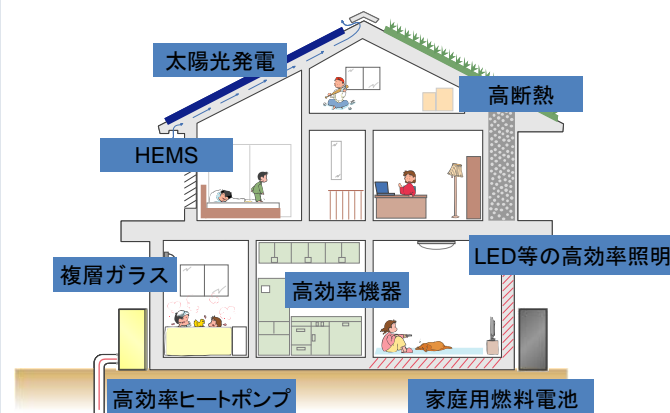 太陽光発電
高断熱
HEMS
LED等の高効率照明
複層ガラス
高効率機器
高効率ヒートポンプ
家庭用燃料電池